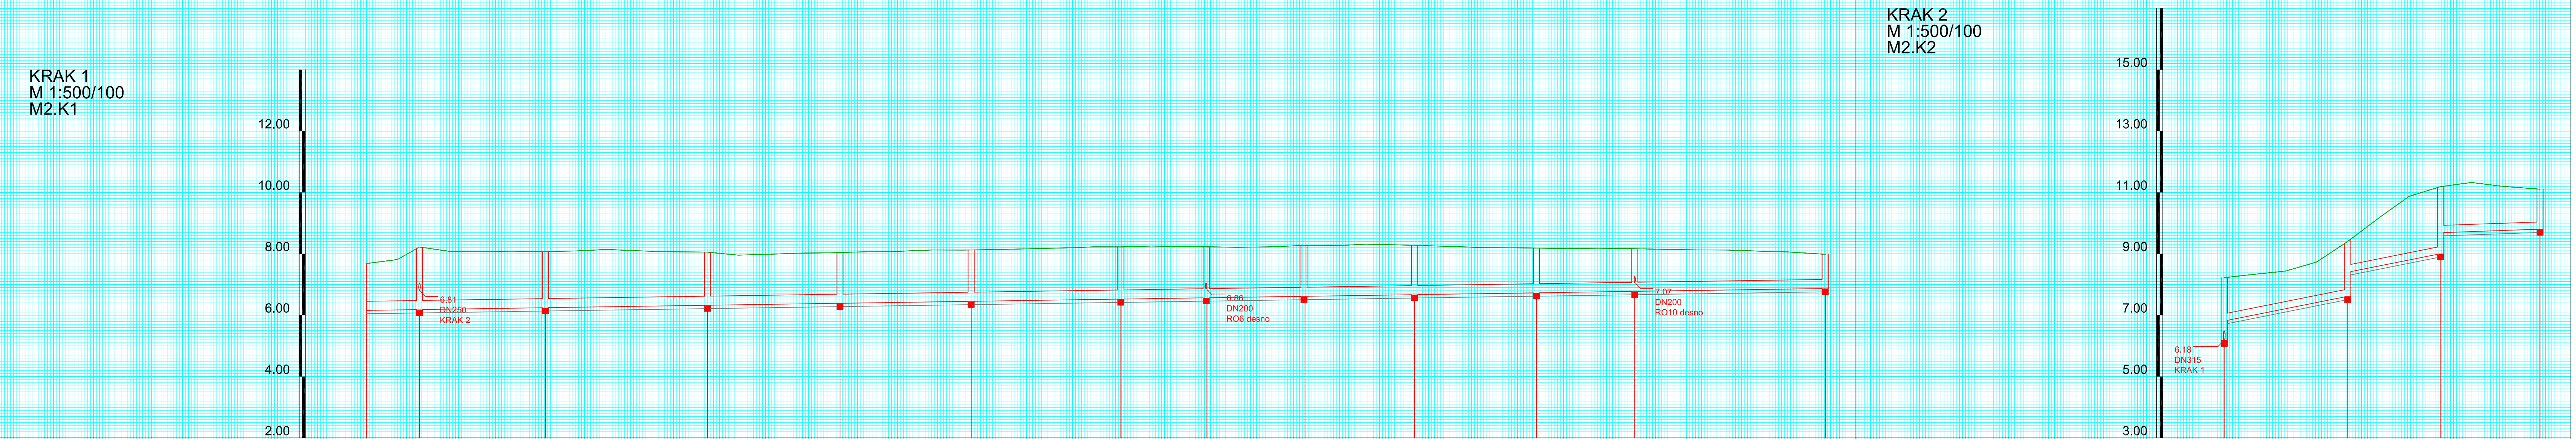 KRAK 1
M 1:500/100
M2.K1
12.00
10.00
8.00
6.00
4.00
2.00
6.81
DN250
KRAK 2
6.86
DN200
RO6 desno
7.07
DN200
RO10 desno
KRAK 2
M 1:500/100
M2.K2
15.00
13.00
11.00
9.00
7.00
5.00
3.00
6.18
DN315
KRAK 1